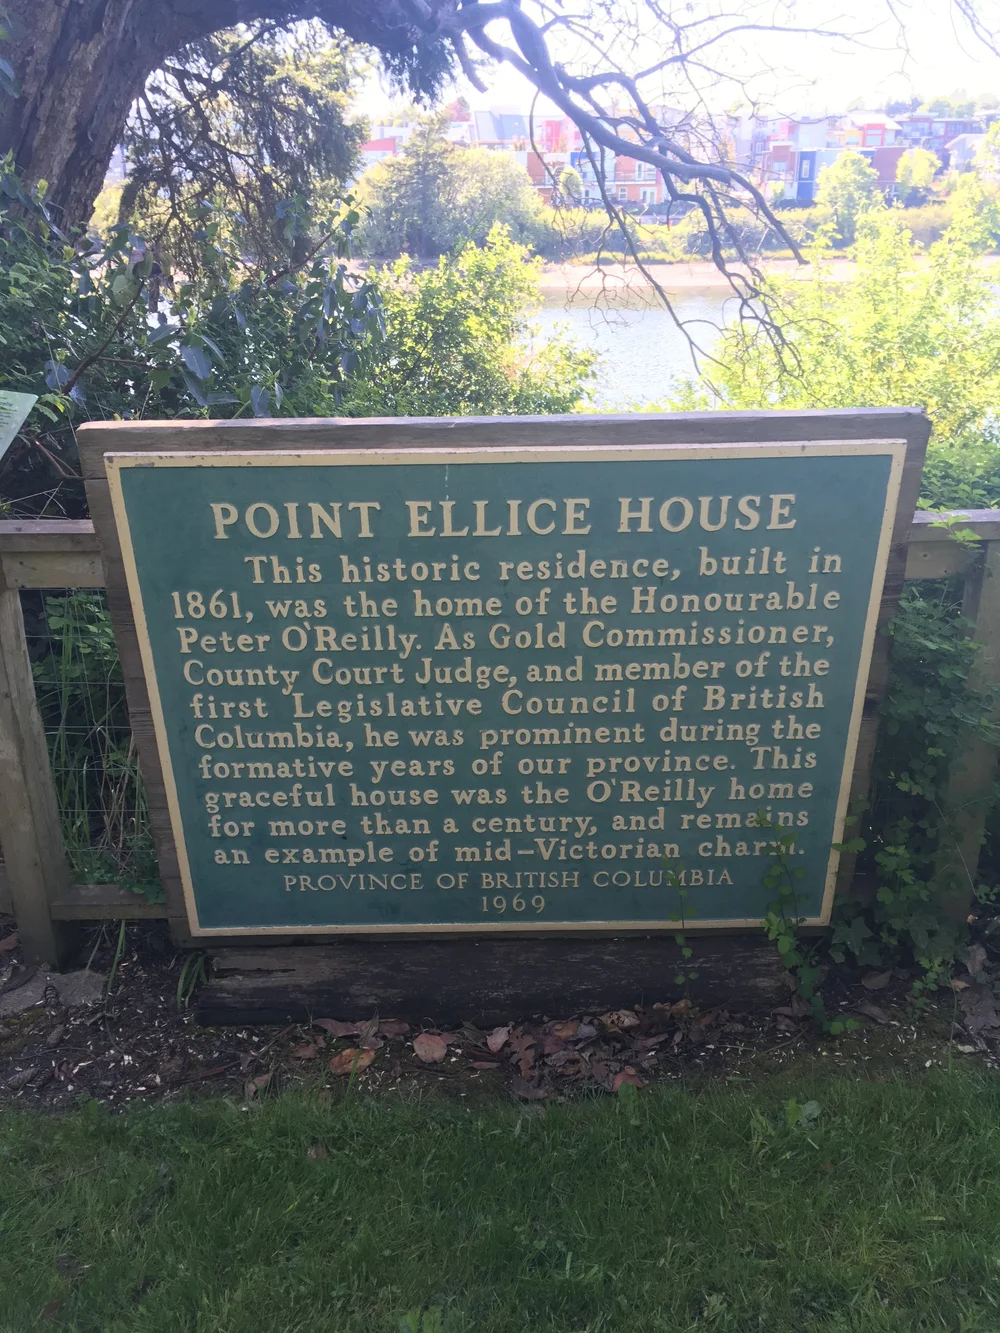 POINT ELLICE HOUSE
This historic residence, built in
1861, was the home of the Honourable
Peter O'Reilly. As Gold Commissioner,
County Court Judge, and member of the
first Legislative Council of British
Columbia, he was prominent during the
formative years of our province. This
graceful house was the O'Reilly home
for more than a century, and remains
an example of mid-Victorian charm.
PROVINCE OF BRITISH COLUMBIA
1969